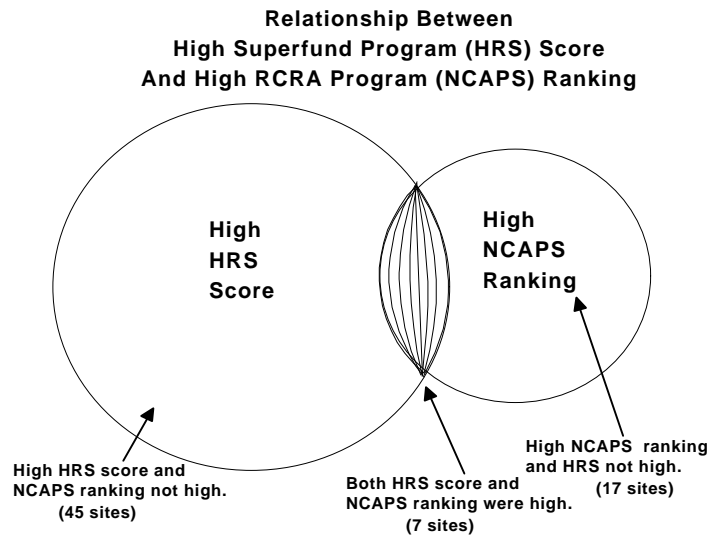 Relationship Between
High Superfund Program (HRS) Score
And High RCRA Program (NCAPS) Ranking
High
HRS
Score
High
NCAPS
Ranking
High HRS score and
NCAPS ranking not high.
(45 sites)
Both HRS score and
NCAPS ranking were high.
(7 sites)
High NCAPS ranking
and HRS not high.
(17 sites)